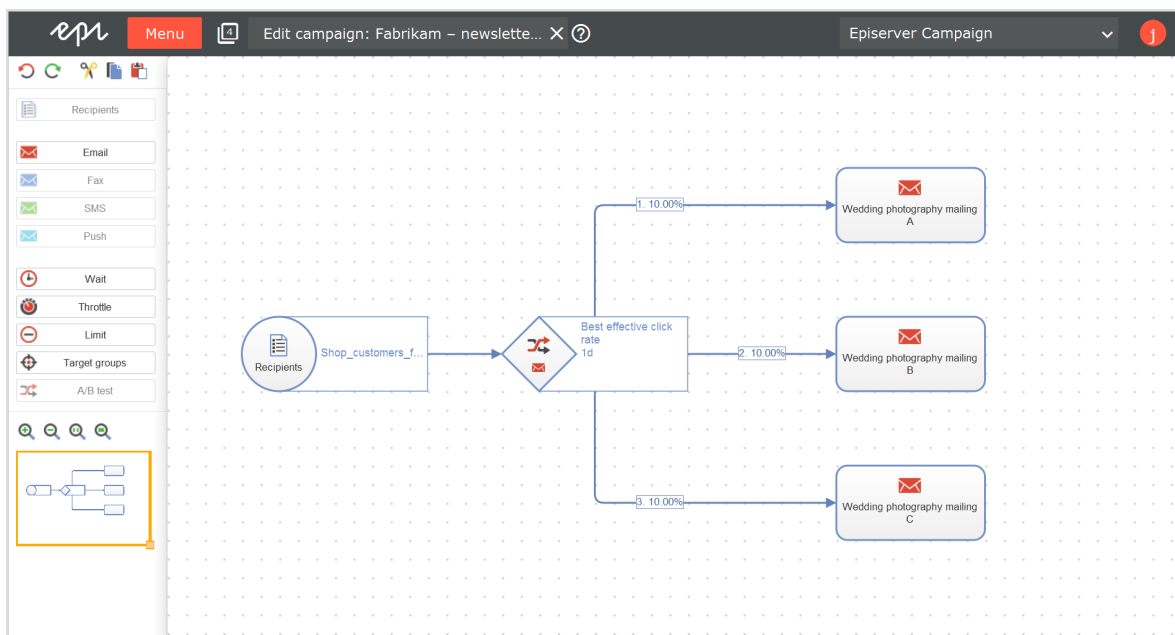 epi
Menu
4
Edit campaign: Fabrikam – newslette...
Episerver Campaign
j
Recipients
Email
Fax
SMS
Push
Wait
Throttle
Limit
Target groups
A/B test
1. 10.00%
Wedding photography mailing
A
Recipients
Shop_customers_f...
Best effective click
rate
1d
2. 10.00%
Wedding photography mailing
B
3. 10.00%
Wedding photography mailing
C